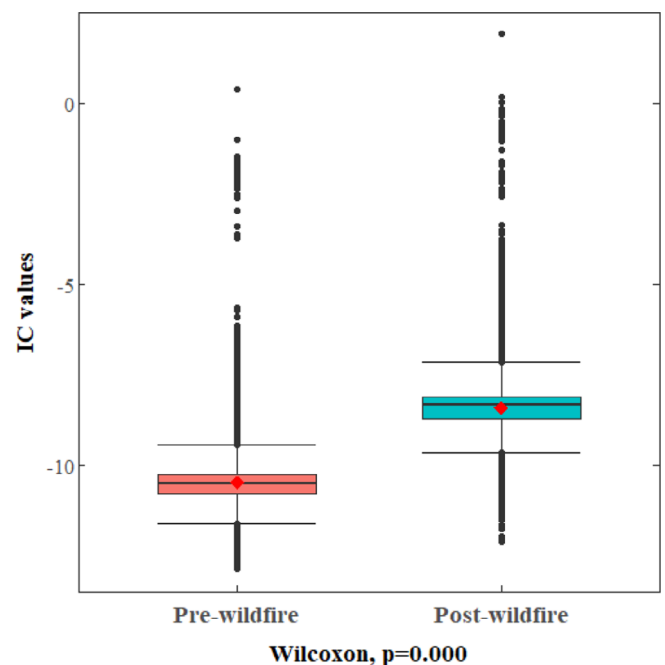 IC values
0
-5
-10
Pre-wildfire Post-wildfire
Wilcoxon, p=0.000